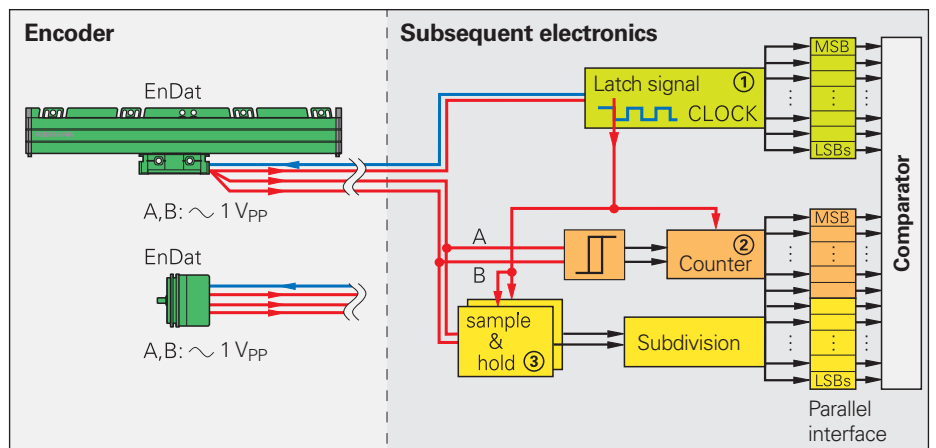 Encoder
Subsequent electronics
EnDat
A,B: ∼ 1 VPP
EnDat
A,B: ∼ 1 VPP
Latch signal
①
CLOCK
MSB
LSBs
A
B
②
Counter
sample
&
hold ③
Subdivision
MSB
LSBs
Comparator
Parallel
interface